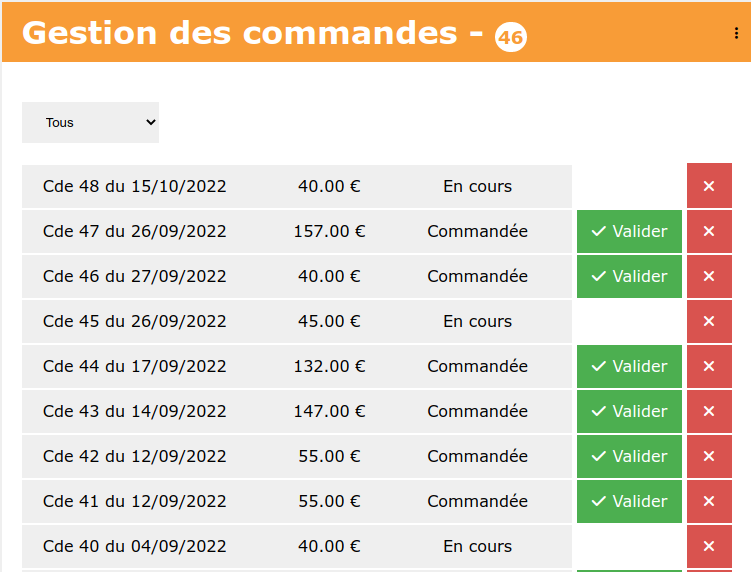 Gestion des commandes - 46
Tous
Cde 48 du 15/10/2022 40.00 € En cours
Cde 47 du 26/09/2022 157.00 € Commandée Valider
Cde 46 du 27/09/2022 40.00 € Commandée Valider
Cde 45 du 26/09/2022 45.00 € En cours
Cde 44 du 17/09/2022 132.00 € Commandée Valider
Cde 43 du 14/09/2022 147.00 € Commandée Valider
Cde 42 du 12/09/2022 55.00 € Commandée Valider
Cde 41 du 12/09/2022 55.00 € Commandée Valider
Cde 40 du 04/09/2022 40.00 € En cours